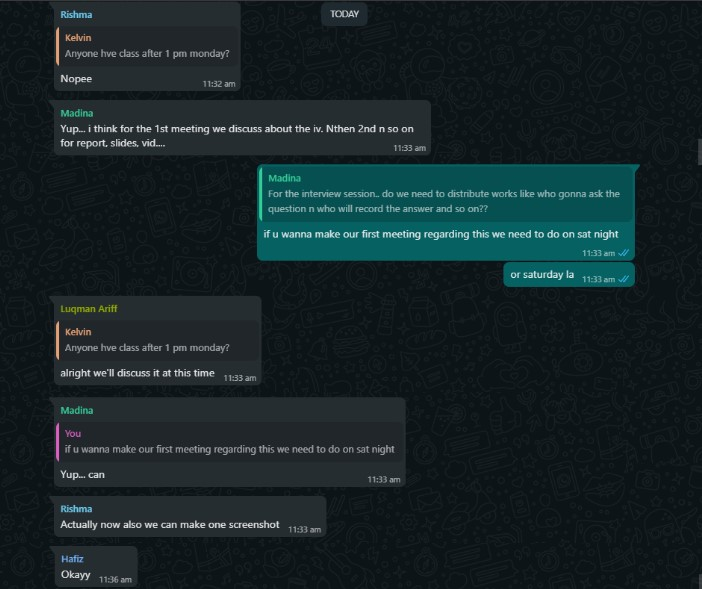 TODAY
Rishma
Kelvin
Anyone hve class after 1 pm monday?
Nopee
11:32 am
Madina
Yup... i think for the 1st meeting we discuss about the iv. Nthen 2nd n so on
for report, slides, vid....
11:33 am
Madina
For the interview session.. do we need to distribute works like who gonna ask the
question n who will record the answer and so on??
if u wanna make our first meeting regarding this we need to do on sat night
11:33 am
or saturday la 11:33 am
Luqman Ariff
Kelvin
Anyone hve class after 1 pm monday?
alright we'll discuss it at this time 11:33 am
Madina
You
if u wanna make our first meeting regarding this we need to do on sat night
Yup... can
11:33 am
Rishma
Actually now also we can make one screenshot 11:33 am
Hafiz
Okayy 11:36 am